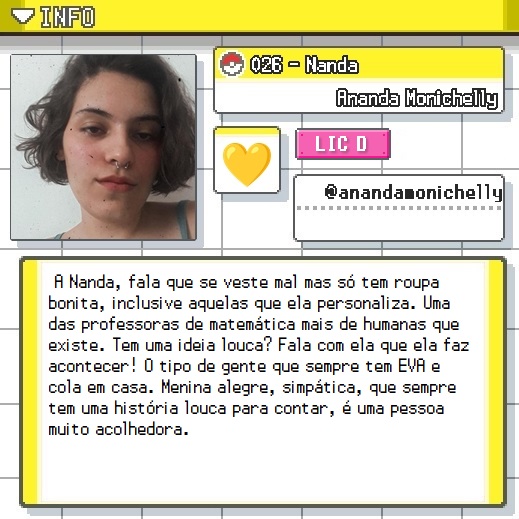 INFO
026 - Nanda
Ananda Monichelly
LIC D
@anandamonichelly
A Nanda, fala que se veste mal mas só tem roupa
bonita, inclusive aquelas que ela personaliza. Uma
das professoras de matemática mais de humanas que
existe. Tem uma ideia louca? Fala com ela que ela faz
acontecer! O tipo de gente que sempre tem EVA e
cola em casa. Menina alegre, simpática, que sempre
tem uma história louca para contar, é uma pessoa
muito acolhedora.